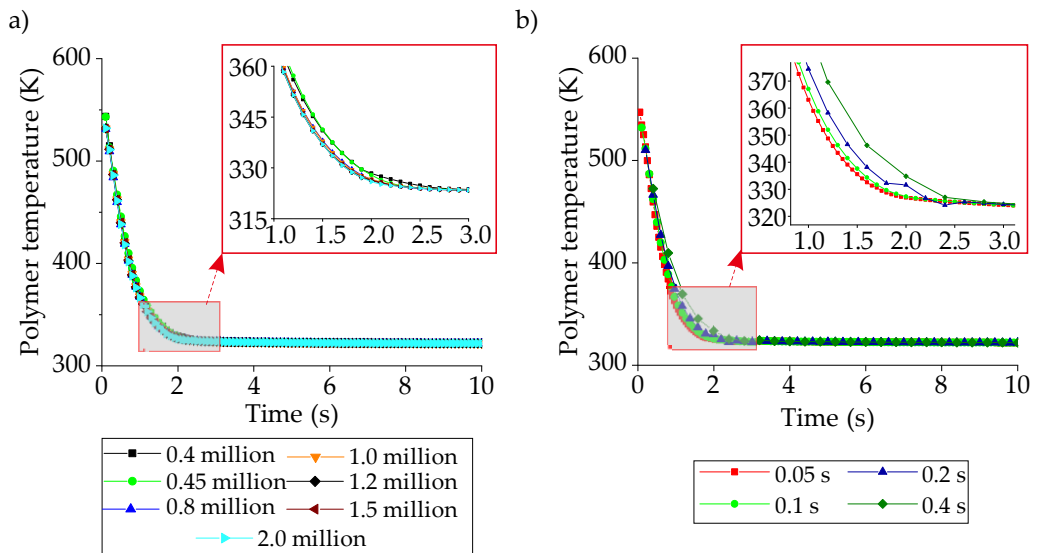 a)
600
500
400
300
Polymer temperature (K)
0 2 4 6 8 10
Time (s)
360
345
330
315
1.0 1.5 2.0 2.5 3.0
0.4 million
1.0 million
0.45 million
1.2 million
0.8 million
1.5 million
2.0 million
b)
600
500
400
300
Polymer temperature (K)
0 2 4 6 8 10
Time (s)
370
360
350
340
330
320
1.0 1.5 2.0 2.5 3.0
0.05 s
0.2 s
0.1 s
0.4 s